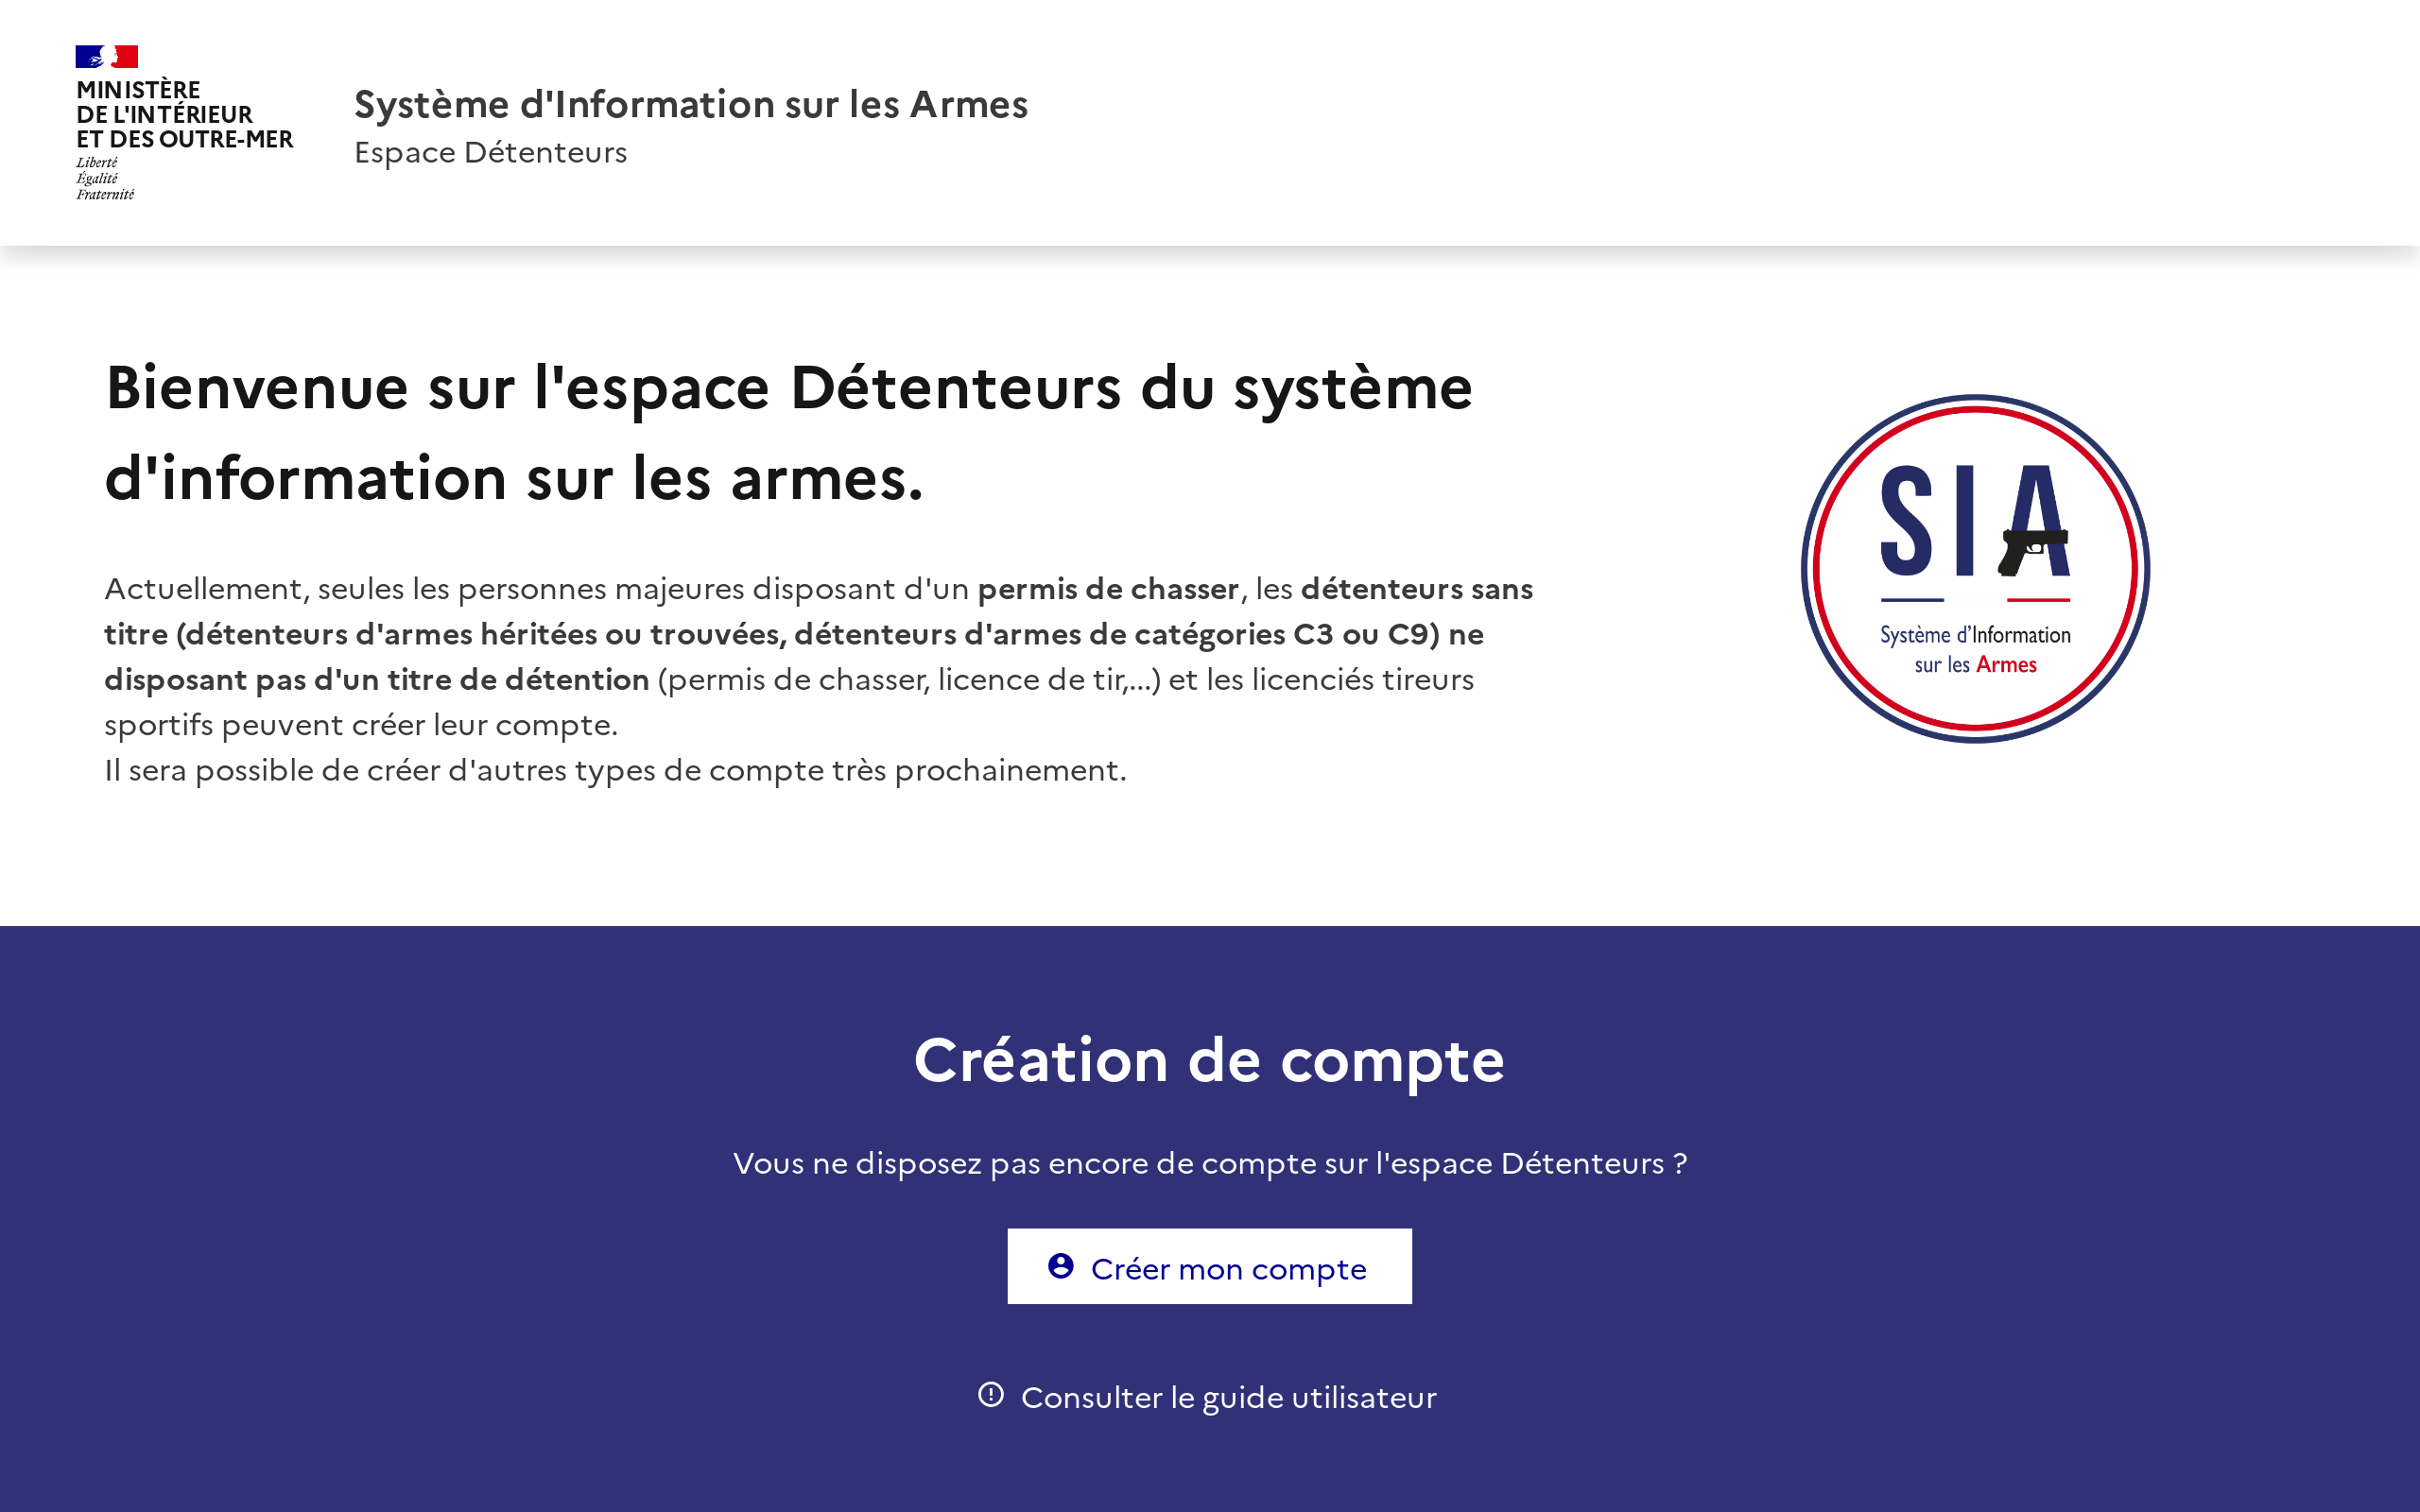 MINISTÈRE
DE L'INTÉRIEUR
ET DES OUTRE-MER
Liberté
Égalité
Fraternité
Système d'Information sur les Armes
Espace Détenteurs
Bienvenue sur l'espace Détenteurs du système
d'information sur les armes.
Actuellement, seules les personnes majeures disposant d'un permis de chasser, les détenteurs sans
titre (détenteurs d'armes héritées ou trouvées, détenteurs d'armes de catégories C3 ou C9) ne
disposant pas d'un titre de détention (permis de chasser, licence de tir,...) et les licenciés tireurs
sportifs peuvent créer leur compte.
Il sera possible de créer d'autres types de compte très prochainement.
SIA
Système d’Information
sur les Armes
Création de compte
Vous ne disposez pas encore de compte sur l'espace Détenteurs ?
Créer mon compte
Consulter le guide utilisateur